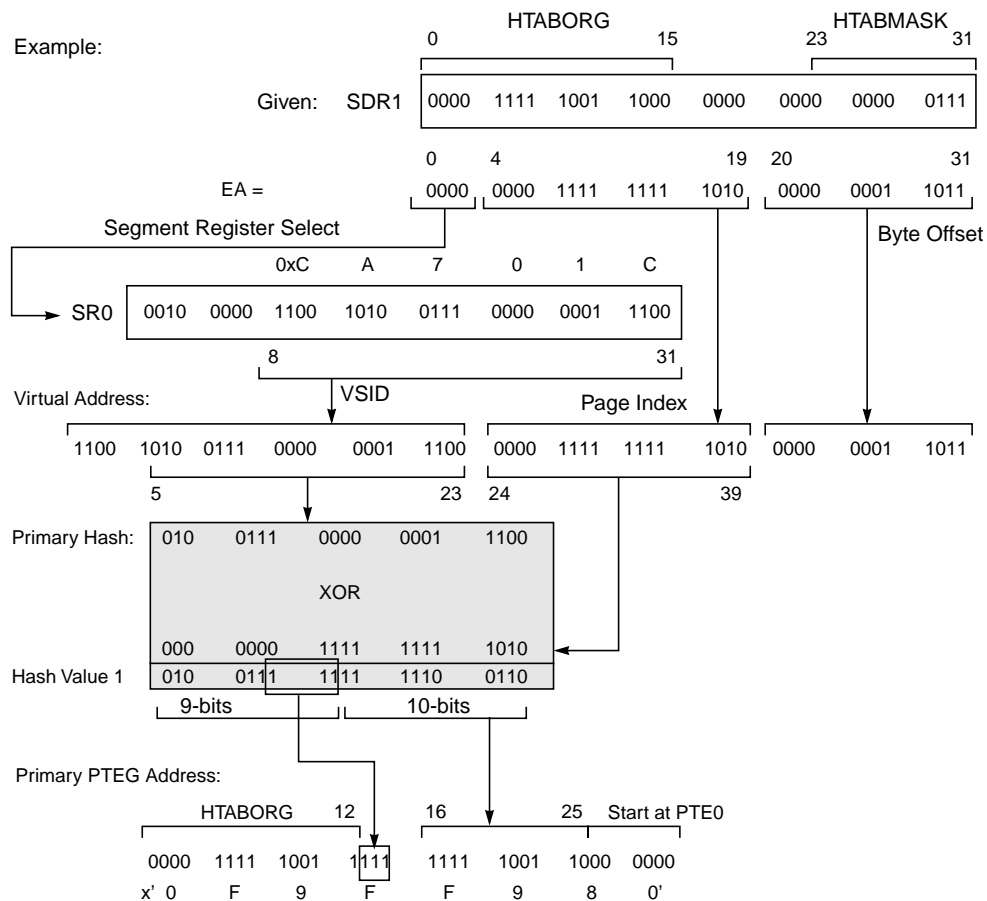 HTABORG HTABMASK
Example: 0 15 23 31
Given: SDR1 0000 1111 1001 1000 0000 0000 0000 0111
0 4 19 20 31
EA = 0000 0000 1111 1111 1010 0000 0001 1011
Segment Register Select Byte Offset
0xC A 7 0 1 C
SR0 0010 0000 1100 1010 0111 0000 0001 1100
8 31
Virtual Address: VSID Page Index
1100 1010 0111 0000 0001 1100 0000 1111 1111 1010 0000 0001 1011
5 23 24 39
Primary Hash: 010 0111 0000 0001 1100
XOR
000 0000 1111 1111 1010
Hash Value 1 010 0111 1111 1110 0110
9-bits 10-bits
Primary PTEG Address:
HTABORG 12 16 25 Start at PTE0
0000 1111 1001 1111 1111 1001 1000 0000
x' 0 F 9 F F 9 8 0'